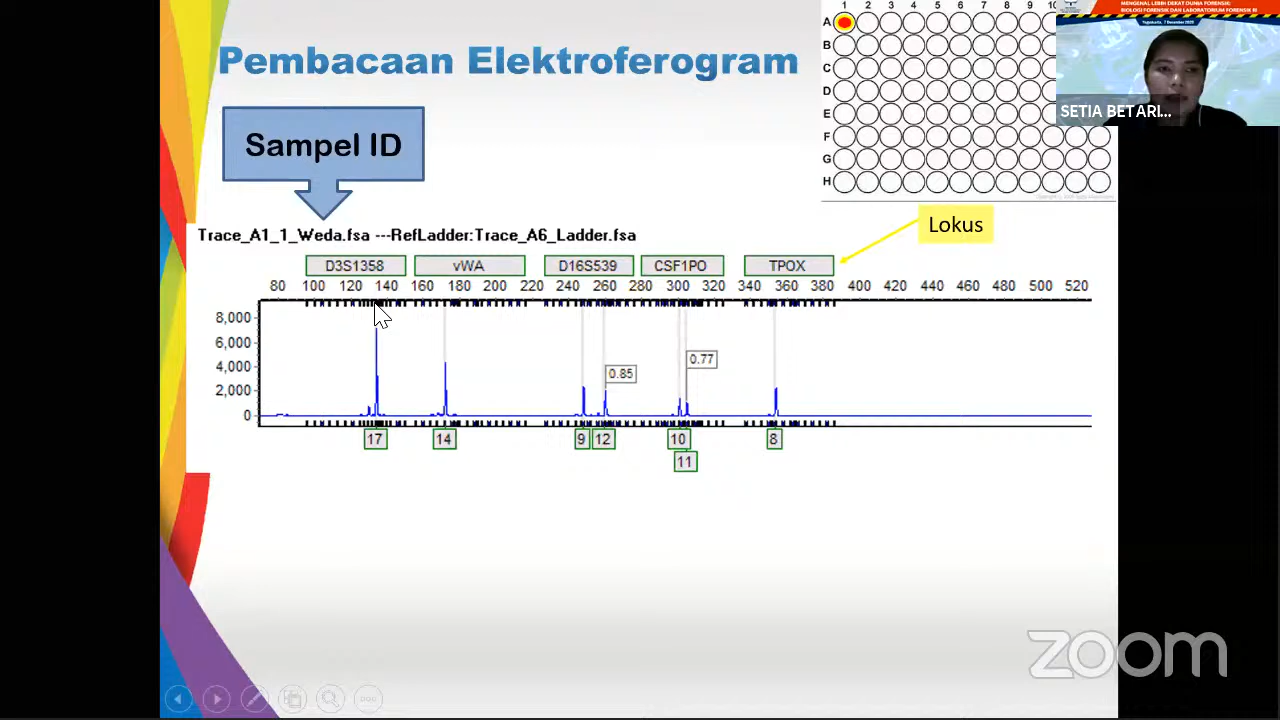 Pembacaan Elektroferogram
Sampel ID
1 2 3 4 5 6 7 8 9 10
A
B
C
D
E
F
G
H
MENGENAL LEBIH DEKAT DUNIA FORENSIK:
BIOLOGI FORENSIK DAN LABORATORIUM FORENSIK RI
Yogyakarta, 7 Desember 2025
SETIA BETARI...
Lokus
Trace_A1_1_Weda.fsa ---RefLadder:Trace_A6_Ladder.fsa
D3S1358 vWA D16S539 CSF1PO TPOX
80 100 120 140 160 180 200 220 240 260 280 300 320 340 360 380 400 420 440 460 480 500 520
8,000
6,000
4,000
2,000
0
0.85
0.77
17 14 9 12 10 8
11
zoom